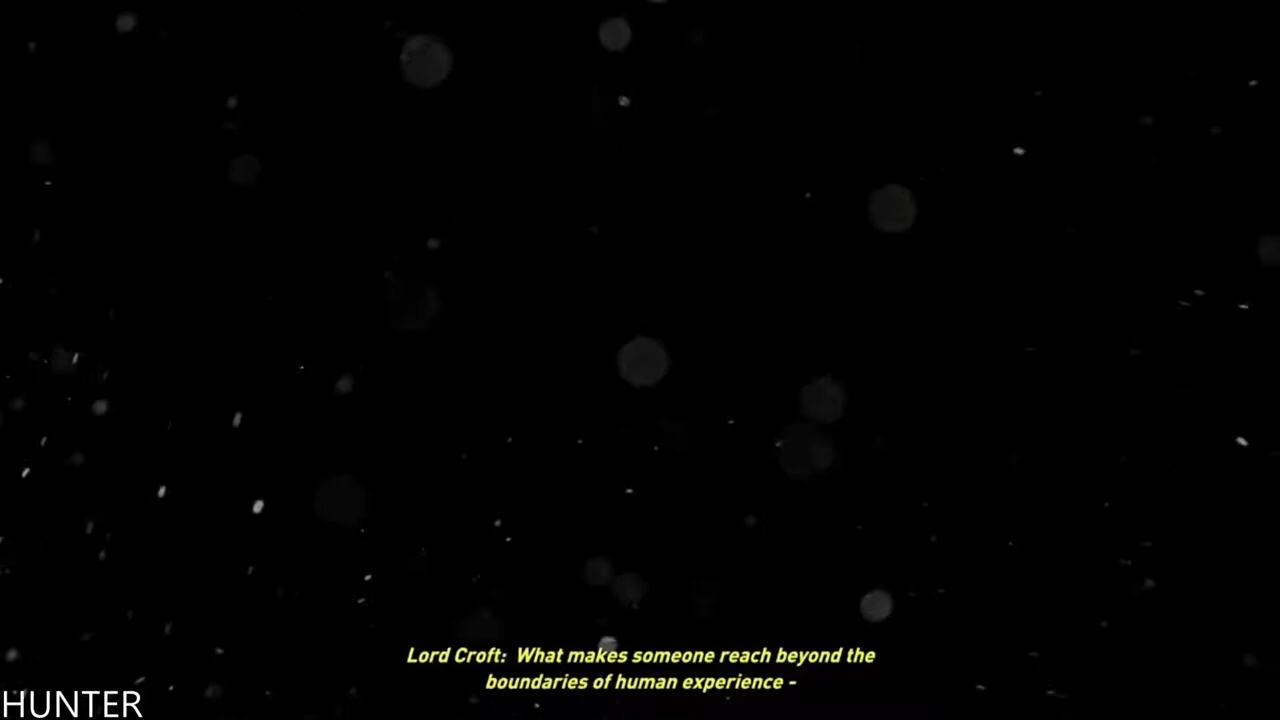 Lord Croft: What makes someone reach beyond the
boundaries of human experience -
HUNTER